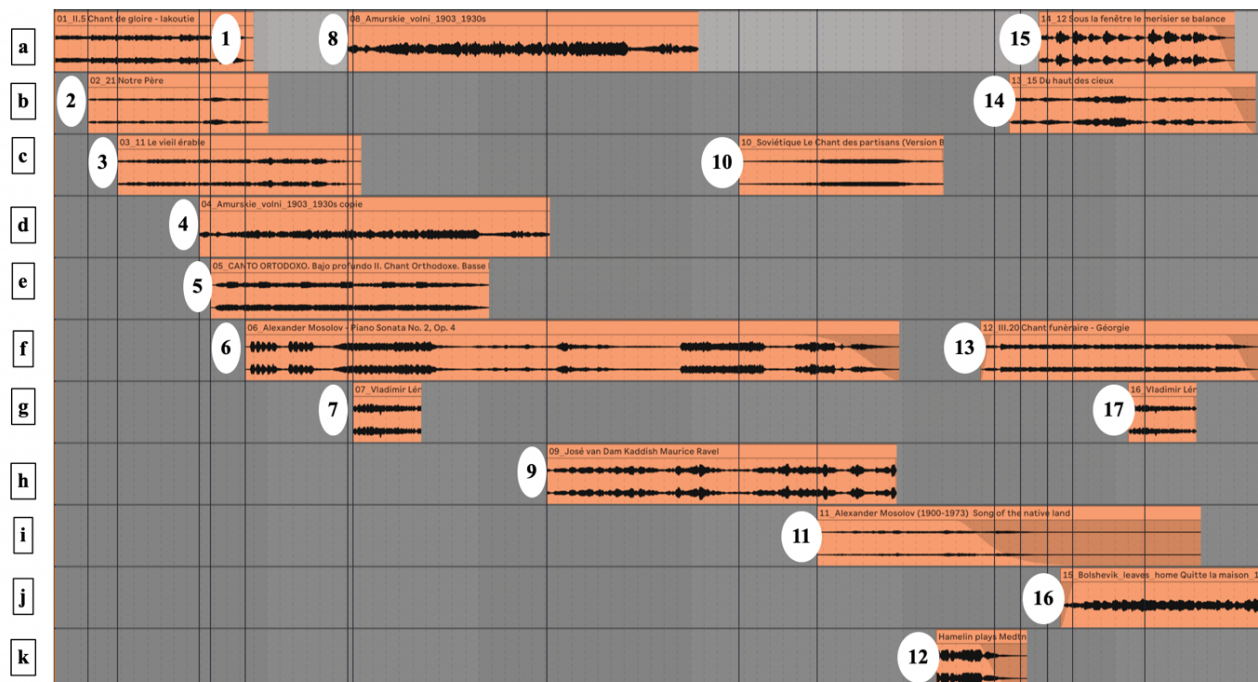 a
01_II.5 Chant de gloire - Iakoutie
1
8
08_Amurskie_volni_1903_1930s
15
14_12 Sous la fenêtre le merisier se balance
b
2
02_21 Notre Père
14
13_15 Du haut des cieux
c
3
03_11 Le vieil érable
10
10_Soviétique Le Chant des partisans (Version B
d
4
04_Amurskie_volni_1903_1930s copie
e
5
05_CANTO ORTODOXO. Bajo profundo II. Chant Orthodoxe. Basse
f
6
06_Alexander Mosolov - Piano Sonata No. 2, Op. 4
13
12_III.20 Chant funèraire - Géorgie
g
7
07_Vladimir Lér
17
16_Vladimir Lér
h
9
09_José van Dam Kaddish Maurice Ravel
i
11
11_Alexander Mosolov (1900-1973) Song of the native land
j
16
15_Bolshevik_leaves_home Quitte la maison_1
k
12
Hamelin plays Medtn